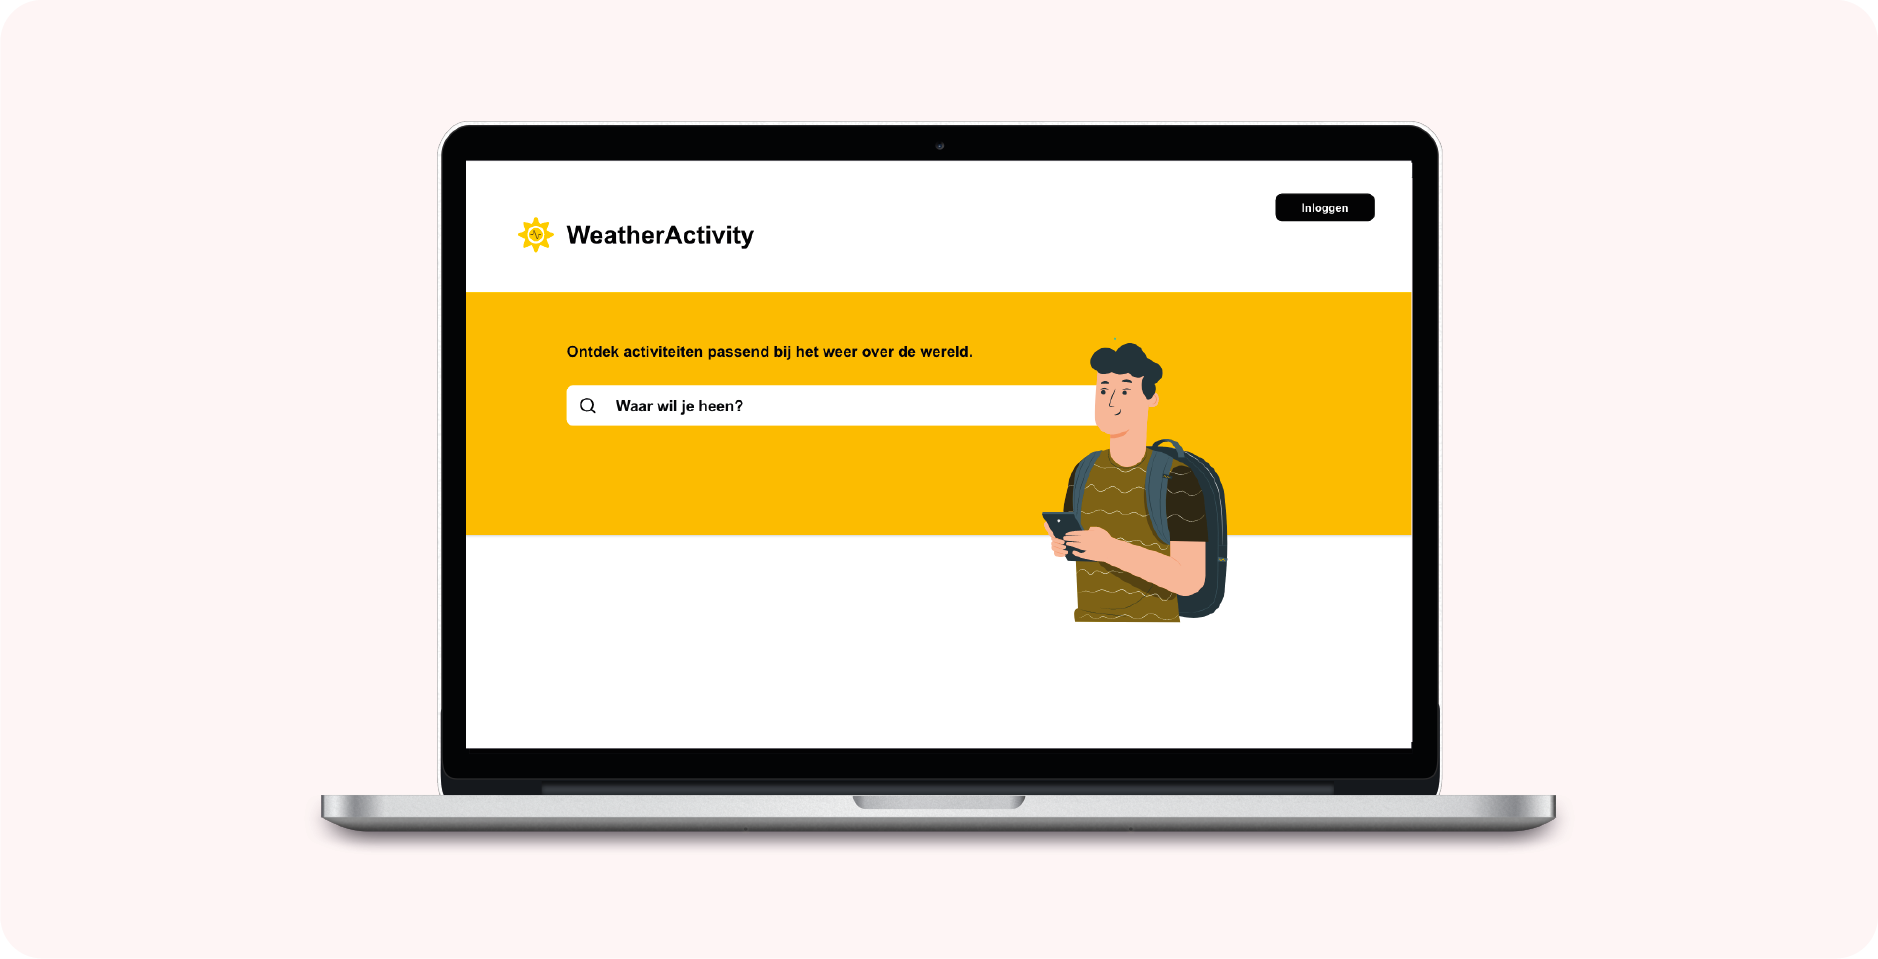 Inloggen
WeatherActivity
Ontdek activiteiten passend bij het weer over de wereld.
Waar wil je heen?